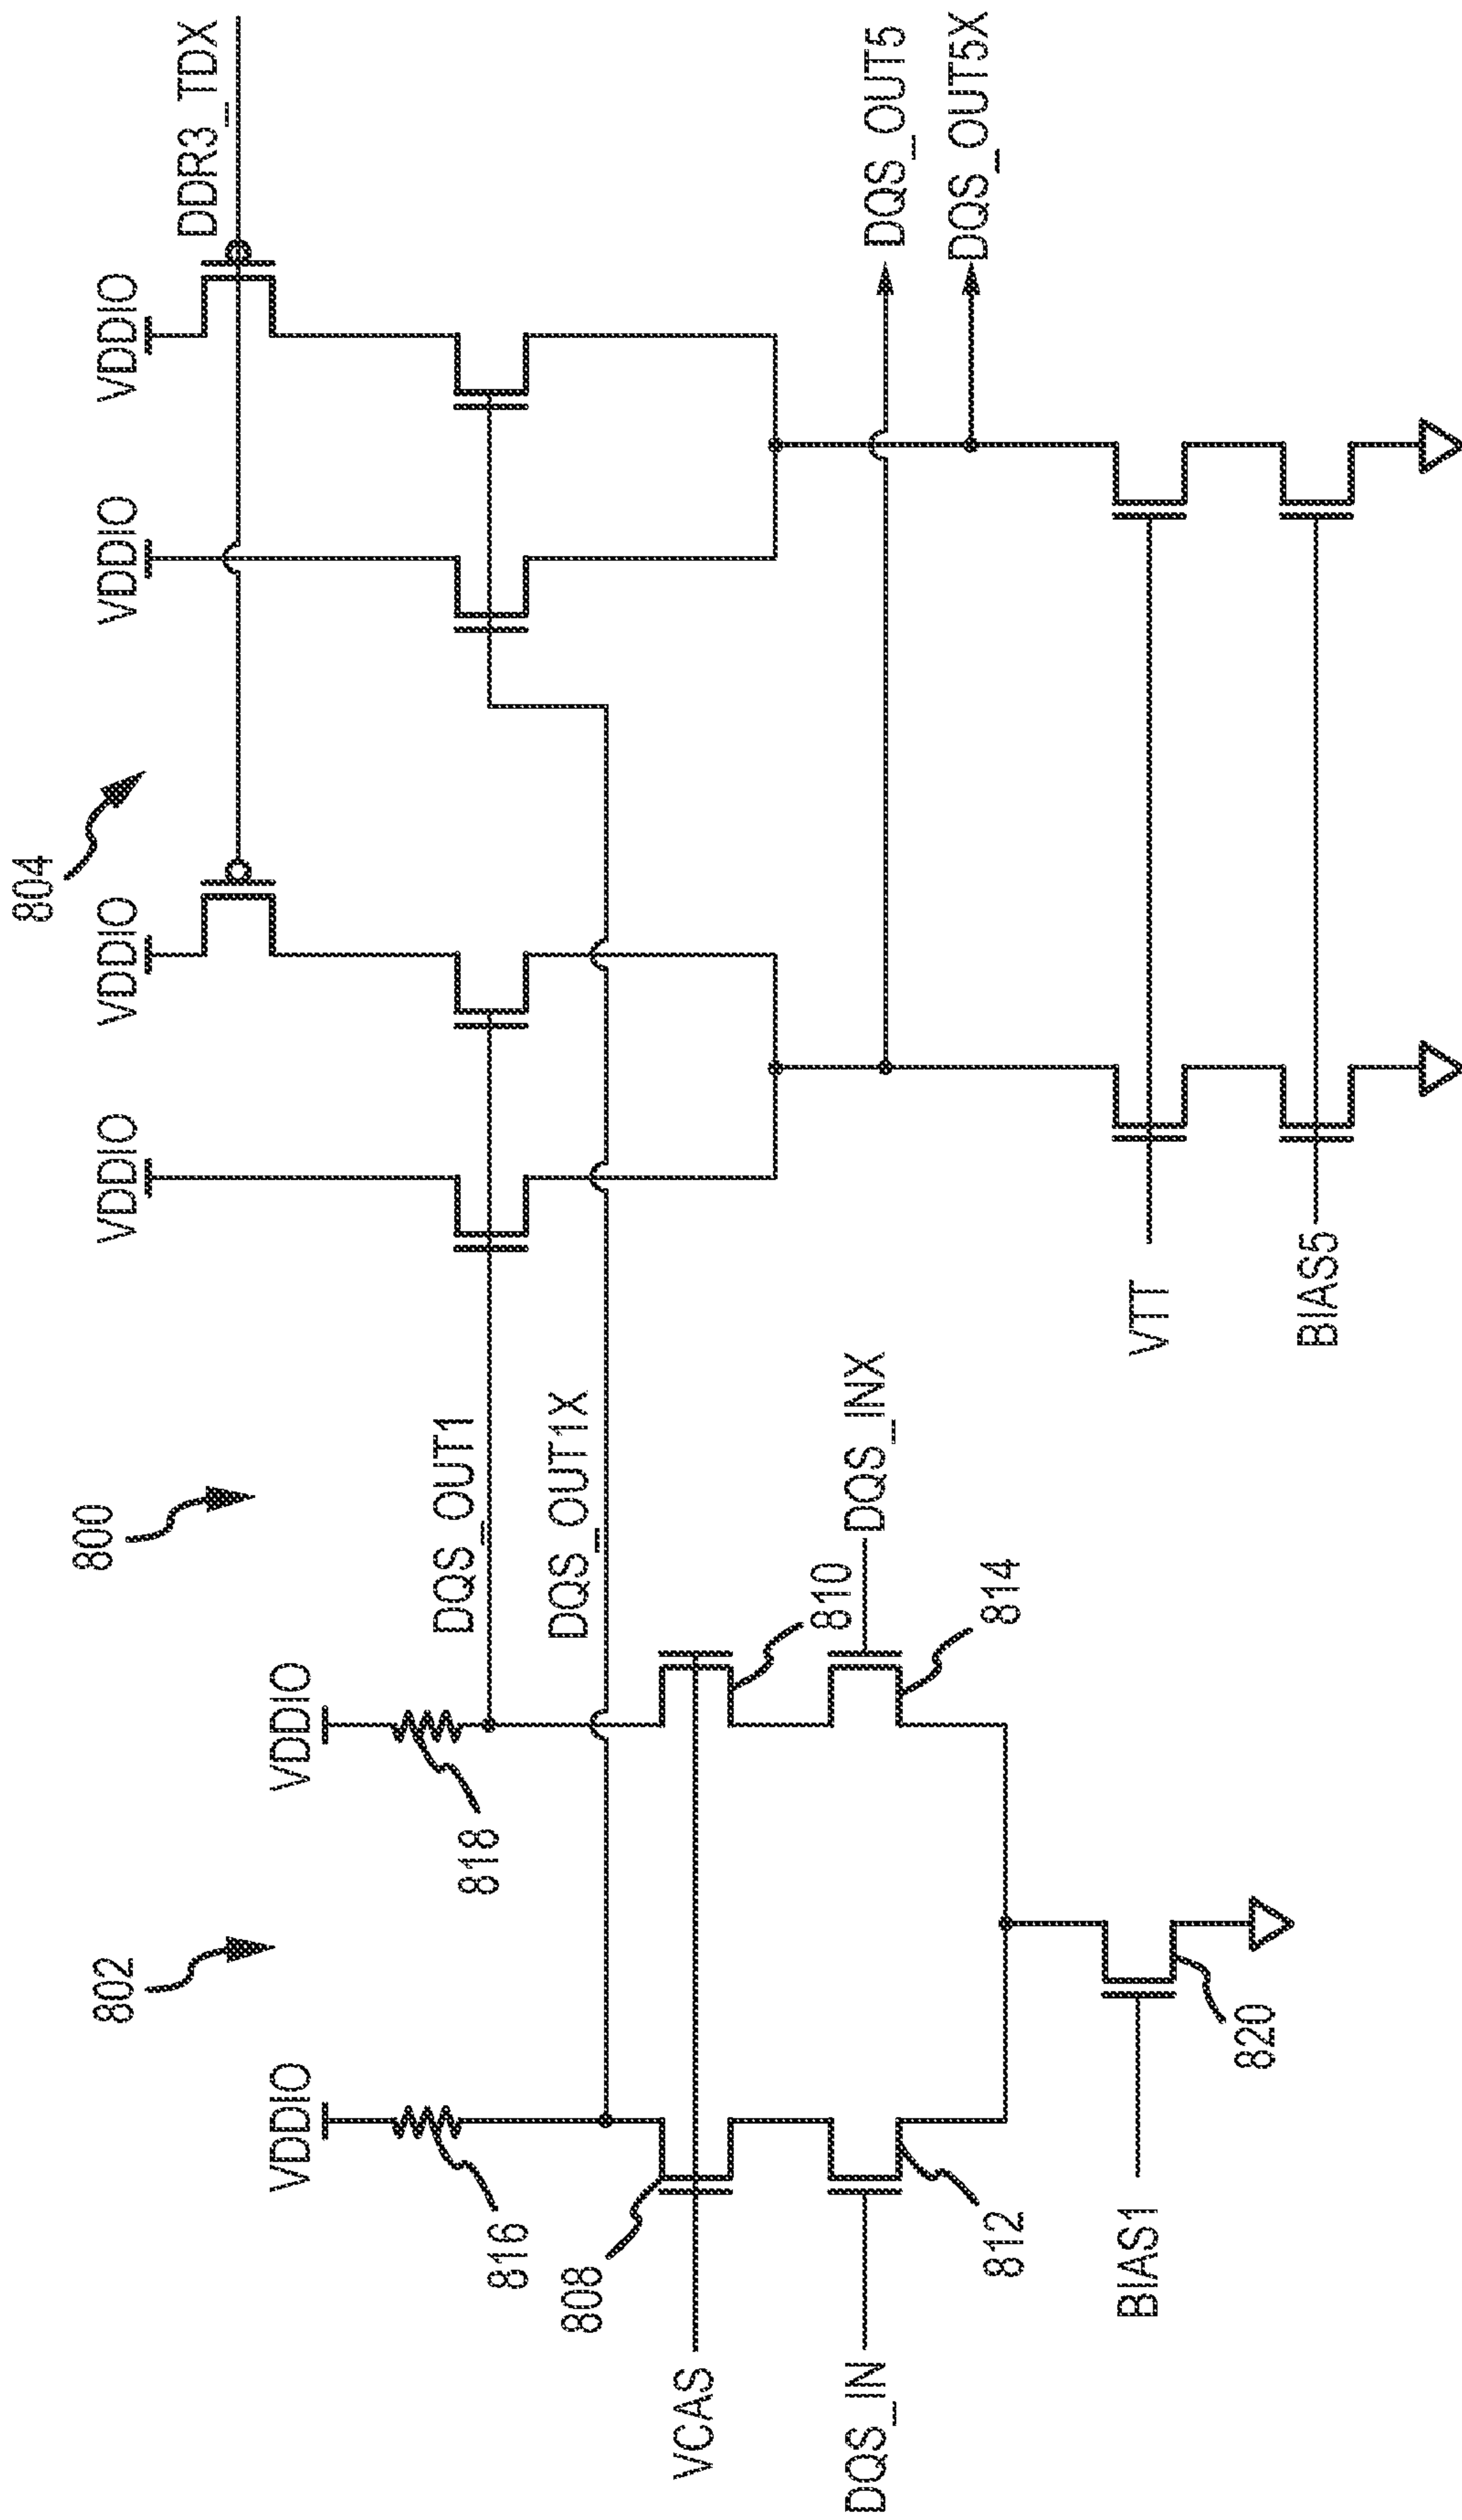 800
802
804
VDDIO
VDDIO
VDDIO
VDDIO
DDR3_TDX
VDDIO
VDDIO
816
818
DQS_OUT1
DQS_OUT1X
808
VCAS
810
DQS_IN
DQS_INX
812
814
BIAS1
820
DQS_OUT5
DQS_OUT5X
VTT
BIAS5